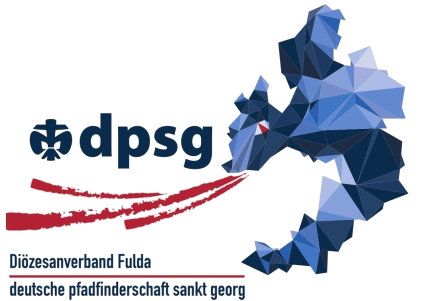 dpsg
Diözesanverband Fulda
deutsche pfadfinderschaft sankt georg